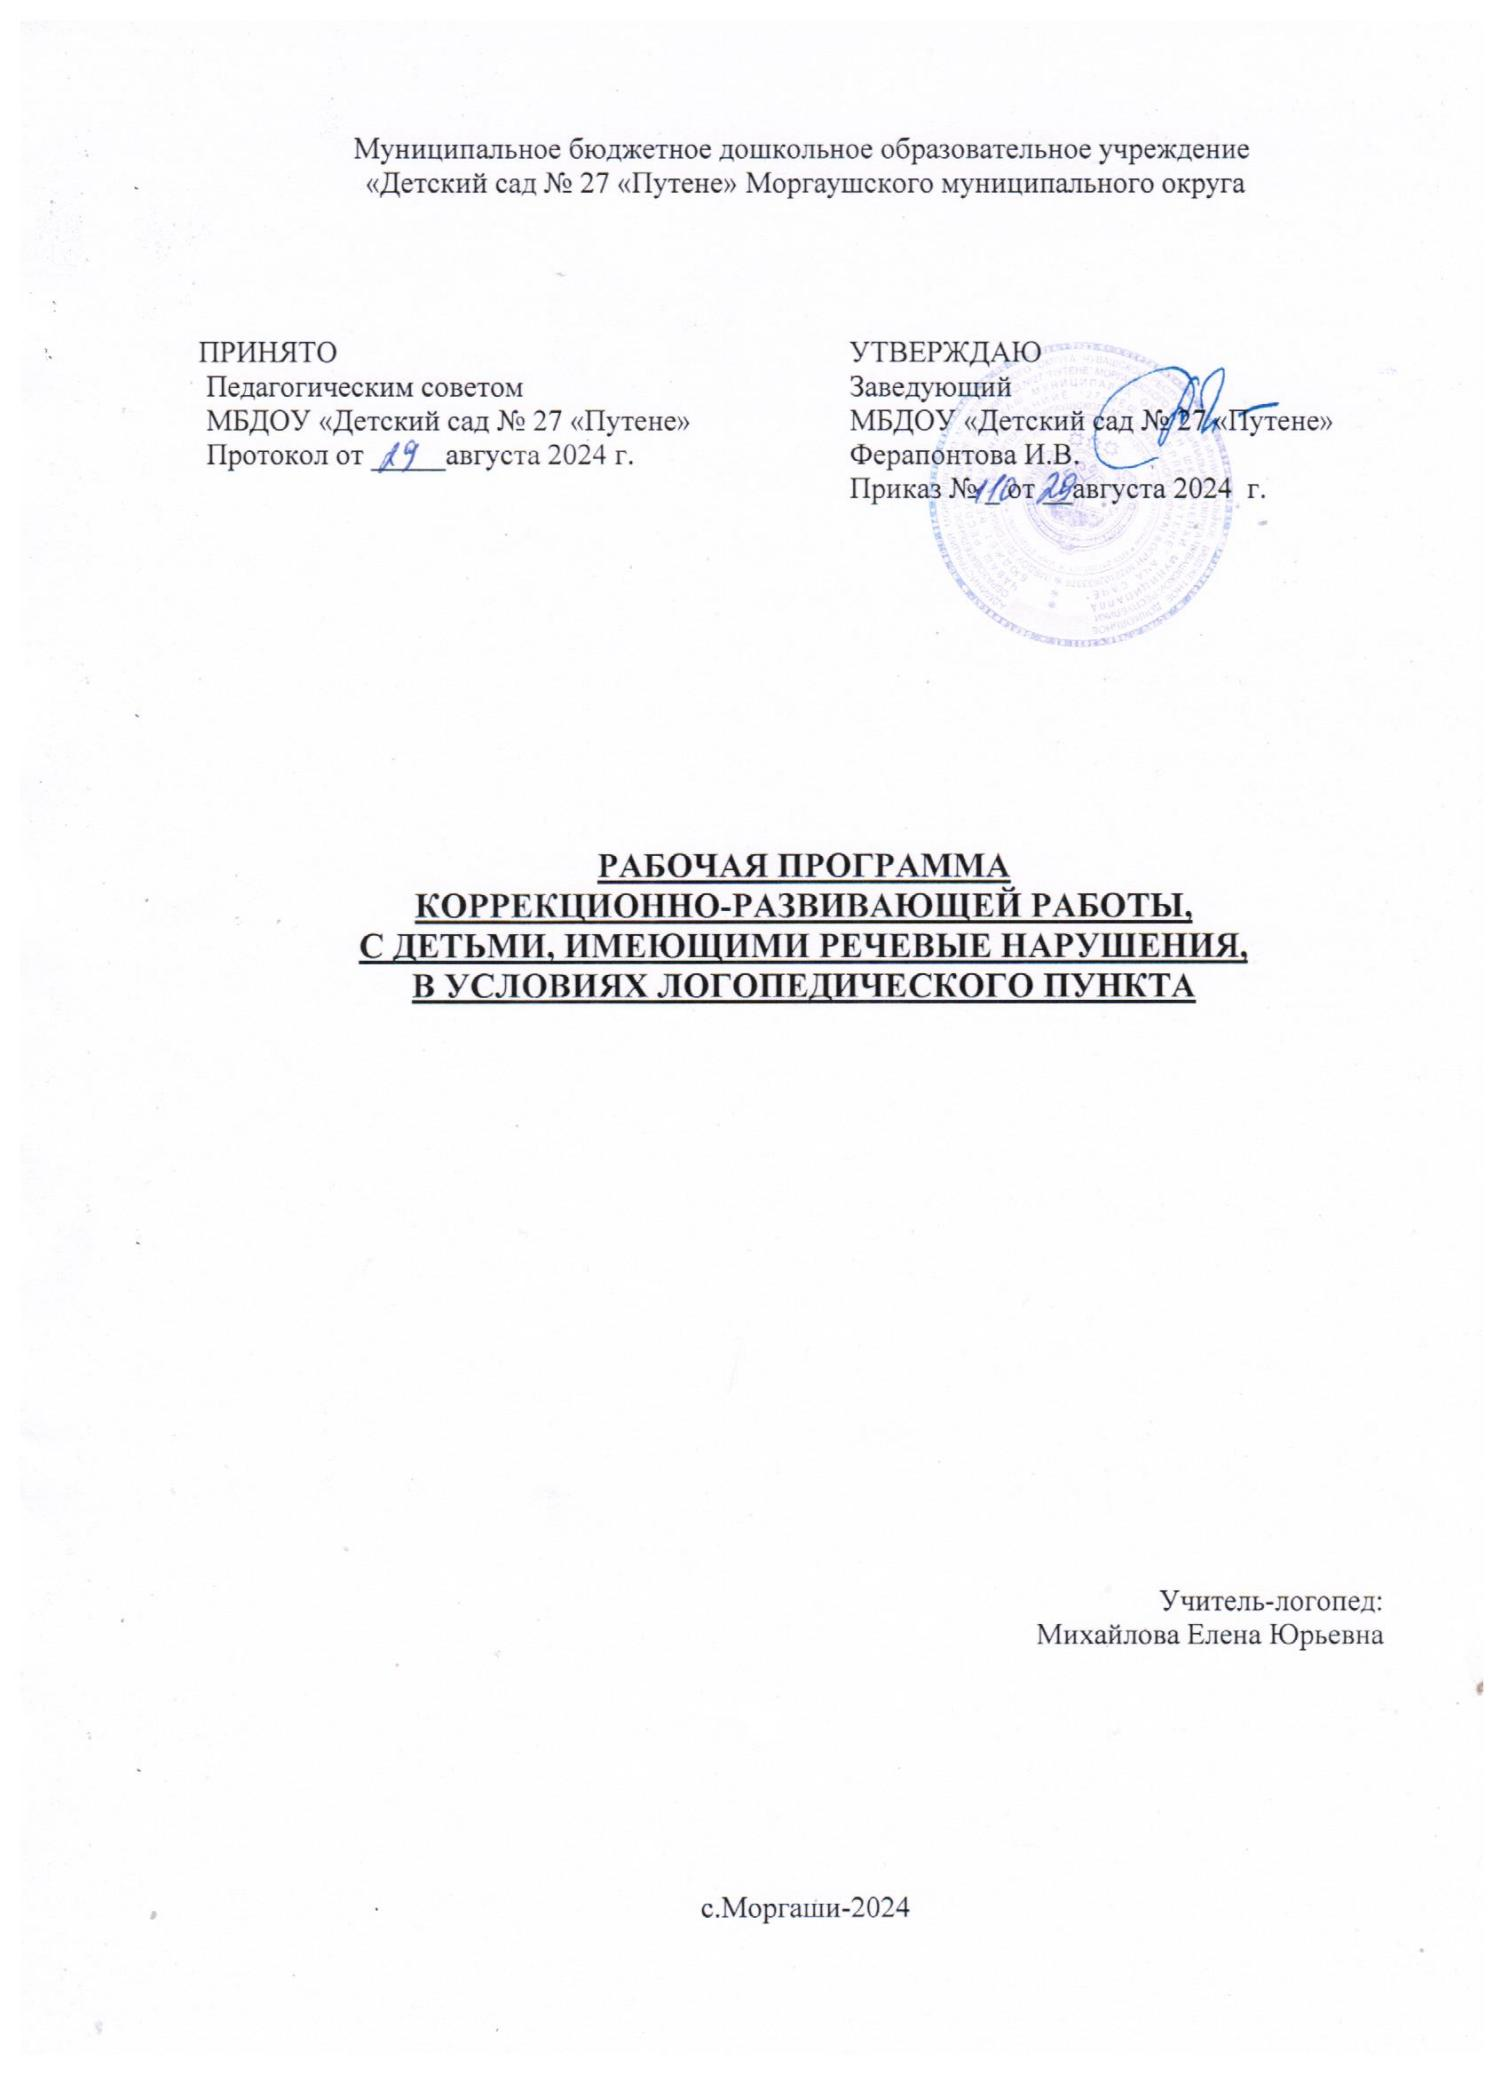 Муниципальное бюджетное дошкольное образовательное учреждение
«Детский сад № 27 «Путене» Моргаушского муниципального округа
ПРИНЯТО
Педагогическим советом
МБДОУ «Детский сад № 27 «Путене»
Протокол от 29 августа 2024 г.
УТВЕРЖДАЮ
Заведующий
МБДОУ «Детский сад № 27 «Путене»
Ферапонтова И.В.
Приказ № 110 от 29 августа 2024 г.
РАБОЧАЯ ПРОГРАММА
КОРРЕКЦИОННО-РАЗВИВАЮЩЕЙ РАБОТЫ,
С ДЕТЬМИ, ИМЕЮЩИМИ РЕЧЕВЫЕ НАРУШЕНИЯ,
В УСЛОВИЯХ ЛОГОПЕДИЧЕСКОГО ПУНКТА
Учитель-логопед:
Михайлова Елена Юрьевна
с.Моргаши-2024